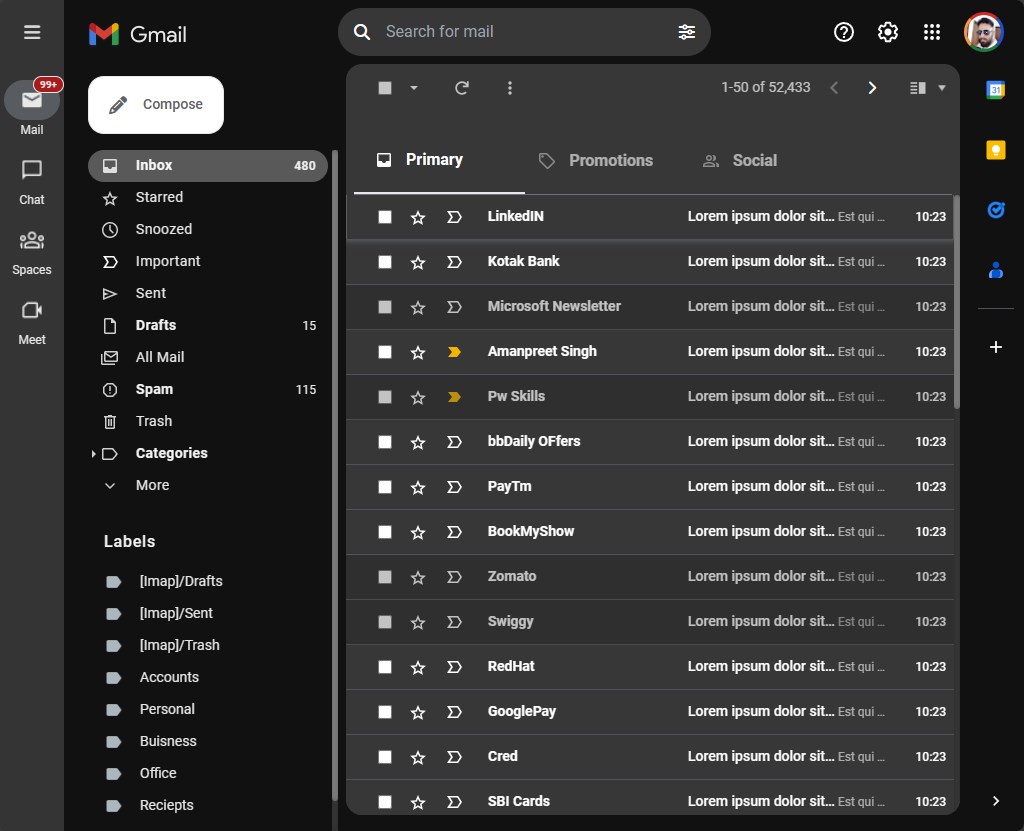 Gmail
Search for mail
99+
Mail
Chat
Spaces
Meet
Compose
Inbox 480
Starred
Snoozed
Important
Sent
Drafts 15
All Mail
Spam 115
Trash
Categories
More
Labels
[Imap]/Drafts
[Imap]/Sent
[Imap]/Trash
Accounts
Personal
Buisness
Office
Reciepts
1-50 of 52,433
Primary Promotions Social
LinkedIN Lorem ipsum dolor sit... Est qui ... 10:23
Kotak Bank Lorem ipsum dolor sit... Est qui ... 10:23
Microsoft Newsletter Lorem ipsum dolor sit... Est qui ... 10:23
Amanpreet Singh Lorem ipsum dolor sit... Est qui ... 10:23
Pw Skills Lorem ipsum dolor sit... Est qui ... 10:23
bbDaily OFfers Lorem ipsum dolor sit... Est qui ... 10:23
PayTm Lorem ipsum dolor sit... Est qui ... 10:23
BookMyShow Lorem ipsum dolor sit... Est qui ... 10:23
Zomato Lorem ipsum dolor sit... Est qui ... 10:23
Swiggy Lorem ipsum dolor sit... Est qui ... 10:23
RedHat Lorem ipsum dolor sit... Est qui ... 10:23
GooglePay Lorem ipsum dolor sit... Est qui ... 10:23
Cred Lorem ipsum dolor sit... Est qui ... 10:23
SBI Cards Lorem ipsum dolor sit... Est qui ... 10:23
31